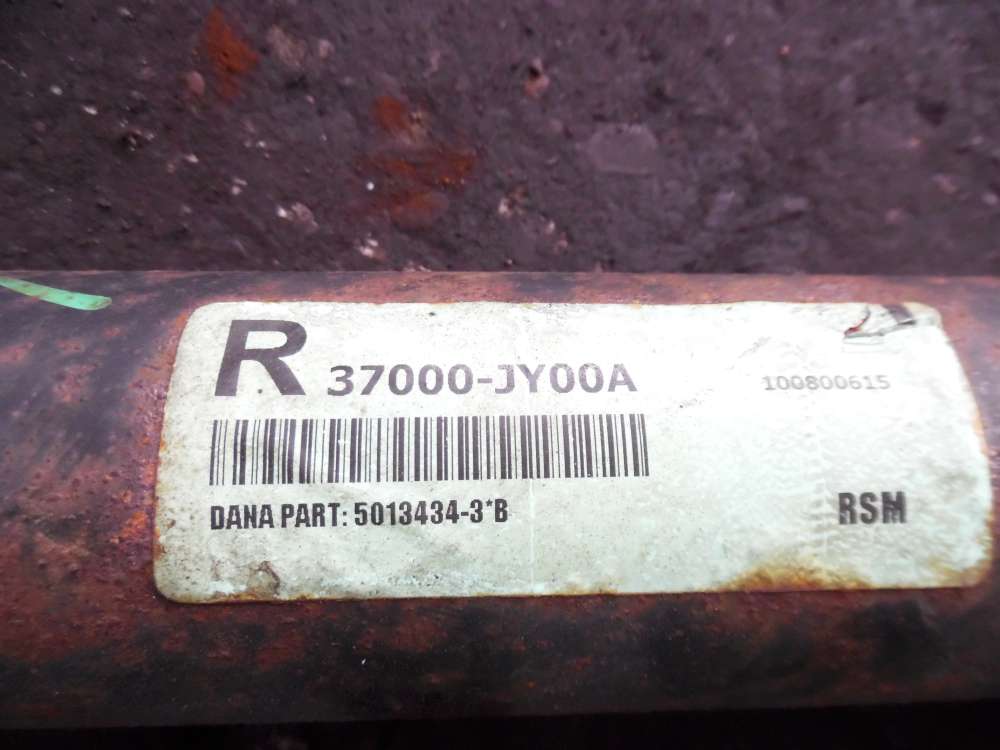 R 37000-JY00A 100800615
DANA PART: 5013434-3*B RSM